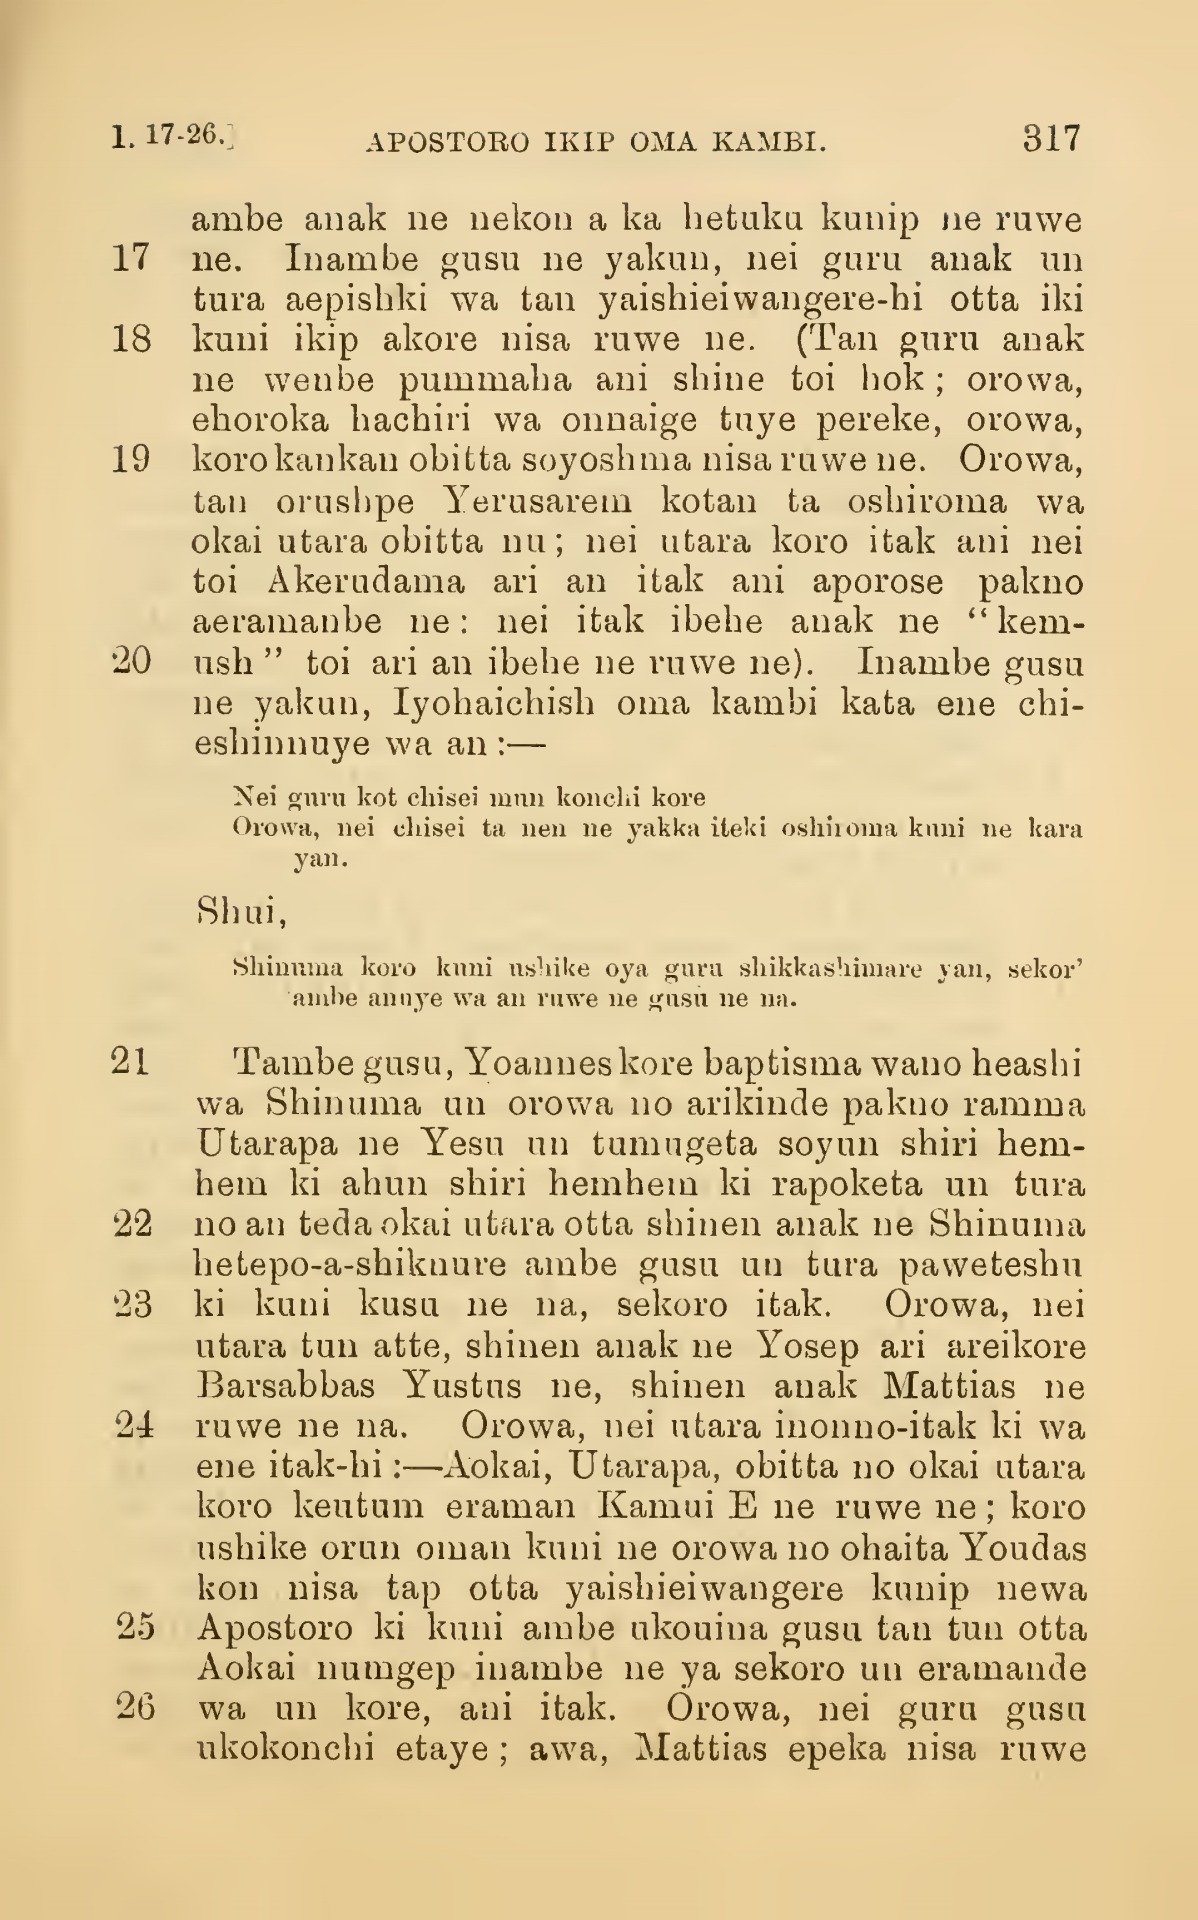 1. 17-26.] APOSTORO IKIP OMA KAMBI. 317
ambe anak ne nekon a ka hetuku kunip ne ruwe
17 ne. Inambe gusu ne yakun, nei guru anak un
tura aepishki wa tan yaishieiwangere-hi otta iki
18 kuni ikip akore nisa ruwe ne. (Tan guru anak
ne wenbe pummaha ani shine toi hok; orowa,
ehoroka hachiri wa onnaige tuye pereke, orowa,
19 koro kankan obitta soyoshma nisa ruwe ne. Orowa,
tan orushpe Yerusarem kotan ta oshiroma wa
okai utara obitta nu; nei utara koro itak ani nei
toi Akerudama ari an itak ani aporose pakno
aeramanbe ne: nei itak ibehe anak ne “kem-
20 ush” toi ari an ibehe ne ruwe ne). Inambe gusu
ne yakun, Iyohaichish oma kambi kata ene chi-
eshinnuye wa an:—
Nei guru kot chisei mun konchi kore
Orowa, nei chisei ta nen ne yakka iteki oshiroma kuni ne kara
yan.
Shui,
Shinuma koro kuni ushike oya guru shikkashimare yan, sekor’
ambe anuye wa an ruwe ne gusu ne na.
21 Tambe gusu, Yoannes kore baptisma wano heashi
wa Shinuma un orowa no arikinde pakno ramma
Utarapa ne Yesu un tumugeta soyun shiri hem-
hem ki ahun shiri hemhem ki rapoketa un tura
22 no an teda okai utara otta shinen anak ne Shinuma
hetepo-a-shiknure ambe gusu un tura paweteshu
23 ki kuni kusu ne na, sekoro itak. Orowa, nei
utara tun atte, shinen anak ne Yosep ari areikore
Barsabbas Yustus ne, shinen anak Mattias ne
24 ruwe ne na. Orowa, nei utara inonno-itak ki wa
ene itak-hi:—Aokai, Utarapa, obitta no okai utara
koro keutum eraman Kamui E ne ruwe ne; koro
ushike orun oman kuni ne orowa no ohaita Youdas
kon nisa tap otta yaishieiwangere kunip newa
25 Apostoro ki kuni ambe ukouina gusu tan tun otta
Aokai numgep inambe ne ya sekoro un eramande
26 wa un kore, ani itak. Orowa, nei guru gusu
ukokonchi etaye; awa, Mattias epeka nisa ruwe